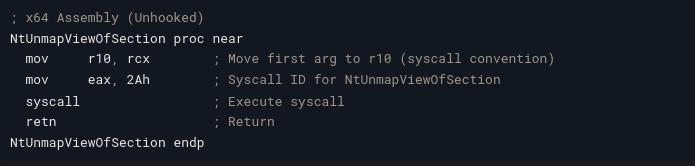 ; x64 Assembly (Unhooked)
NtUnmapViewOfSection proc near
  mov     r10, rcx        ; Move first arg to r10 (syscall convention)
  mov     eax, 2Ah        ; Syscall ID for NtUnmapViewOfSection
  syscall                 ; Execute syscall
  retn                    ; Return
NtUnmapViewOfSection endp